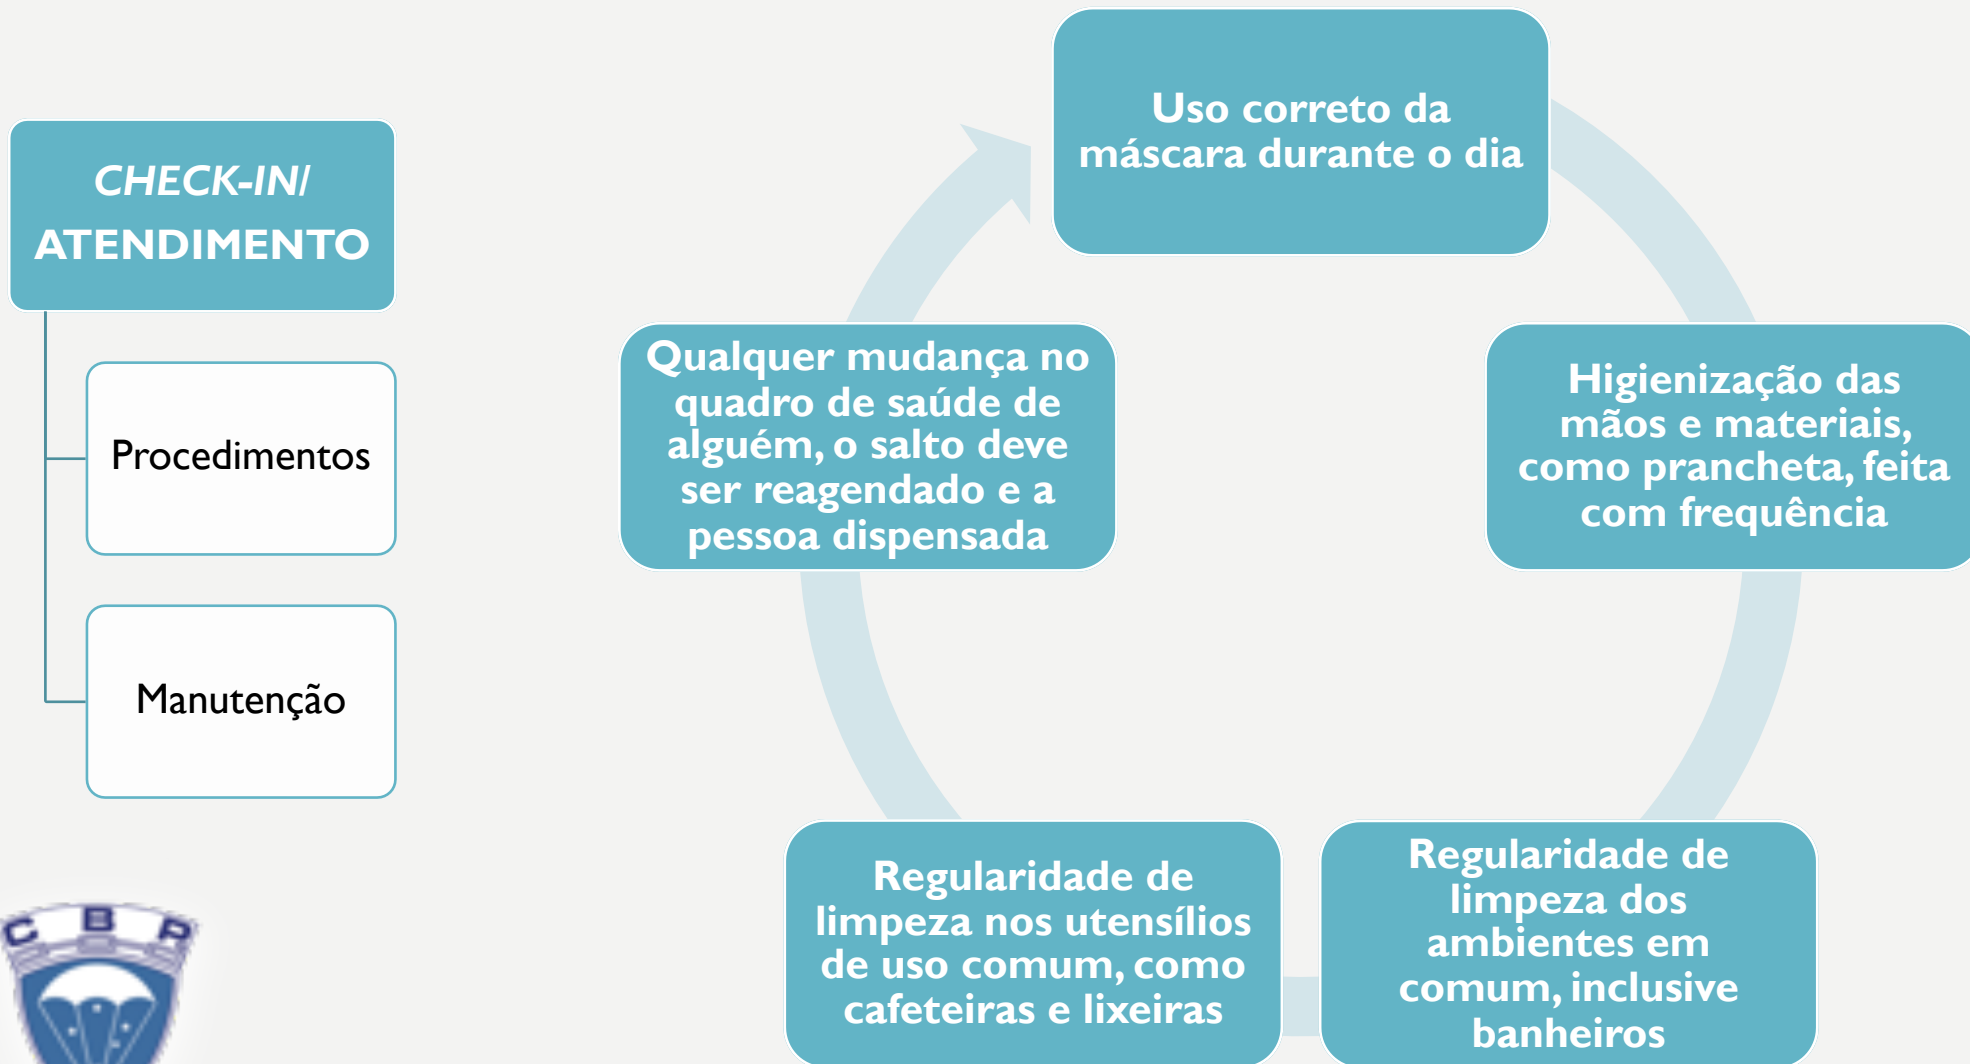 CHECK-IN/
ATENDIMENTO
Procedimentos
Manutenção
Uso correto da
máscara durante o dia
Higienização das
mãos e materiais,
como prancheta, feita
com frequência
Regularidade de
limpeza dos
ambientes em
comum, inclusive
banheiros
Regularidade de
limpeza nos utensílios
de uso comum, como
cafeteiras e lixeiras
Qualquer mudança no
quadro de saúde de
alguém, o salto deve
ser reagendado e a
pessoa dispensada
C B P